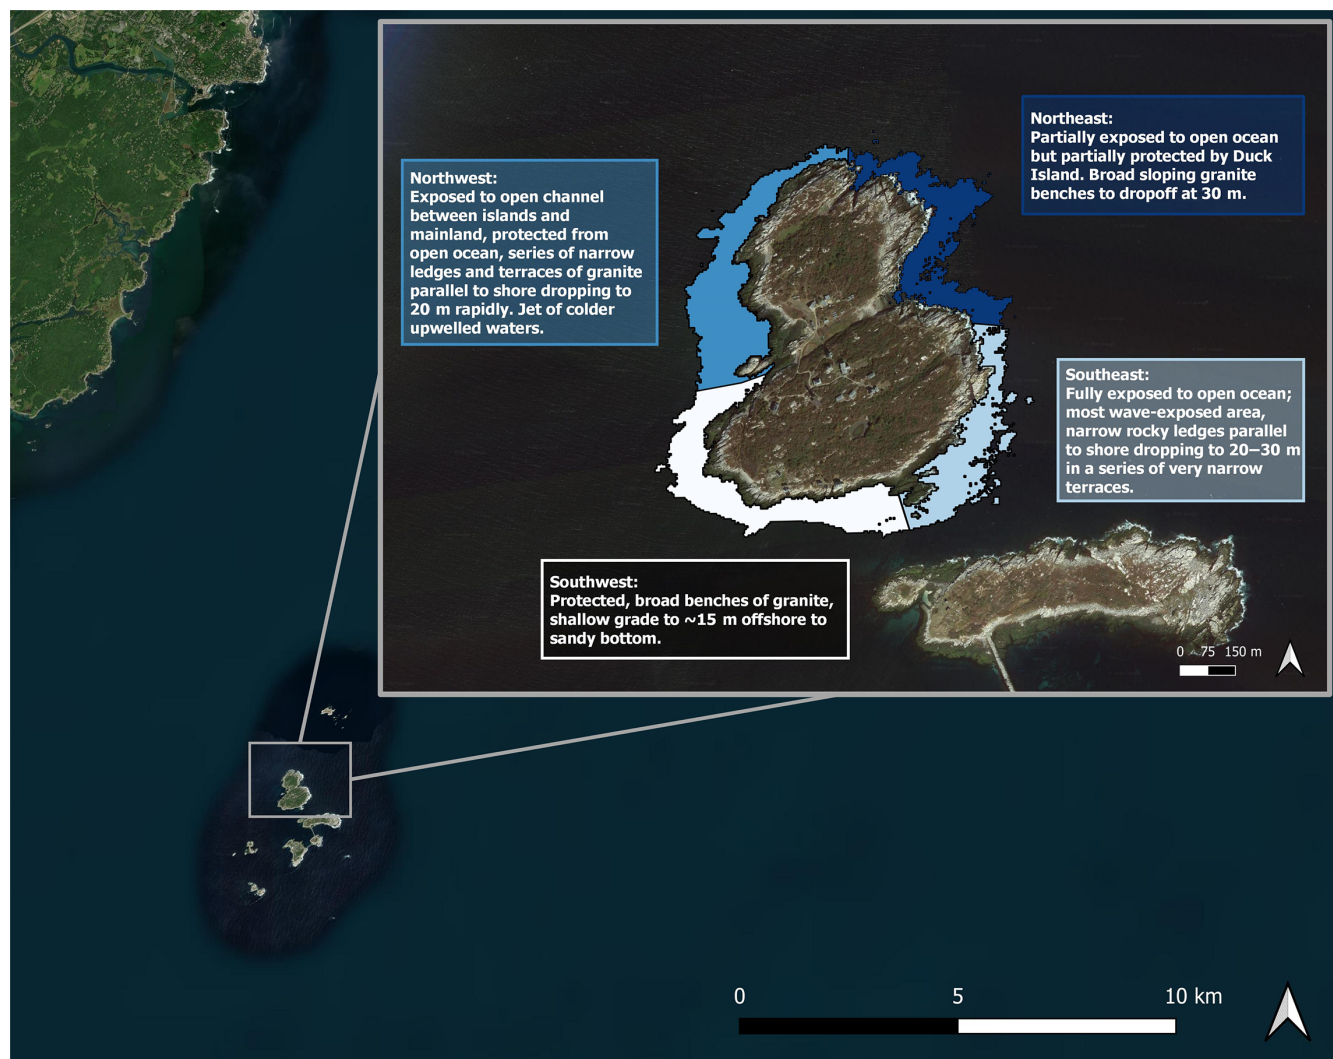 Northwest:
Exposed to open channel
between islands and
mainland, protected from
open ocean, series of narrow
ledges and terraces of granite
parallel to shore dropping to
20 m rapidly. Jet of colder
upwelled waters.
Northeast:
Partially exposed to open ocean
but partially protected by Duck
Island. Broad sloping granite
benches to dropoff at 30 m.
Southeast:
Fully exposed to open ocean;
most wave-exposed area,
narrow rocky ledges parallel
to shore dropping to 20−30 m
in a series of very narrow
terraces.
Southwest:
Protected, broad benches of granite,
shallow grade to ~15 m offshore to
sandy bottom.
0 75 150 m
0 5 10 km